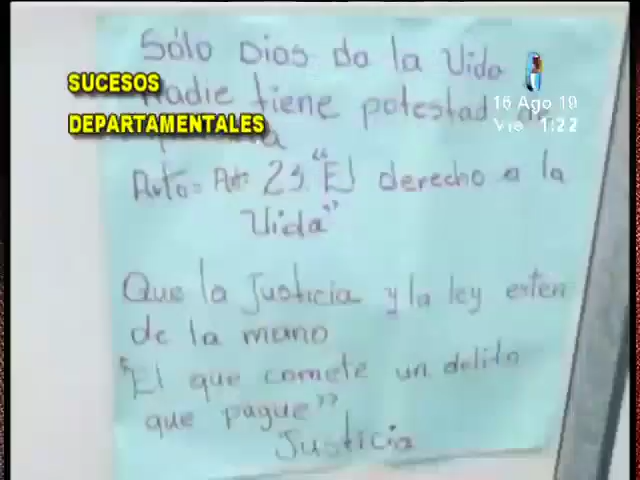 Sólo Dios da la Vida
Nadie tiene potestad de
Arto= Art 23. "El derecho a la
Vida"
Que la Justicia y la ley esten
de la mano
"El que comete un delito
que pague"
Justicia
SUCESOS
DEPARTAMENTALES
16 Ago 19
Vie 1:22